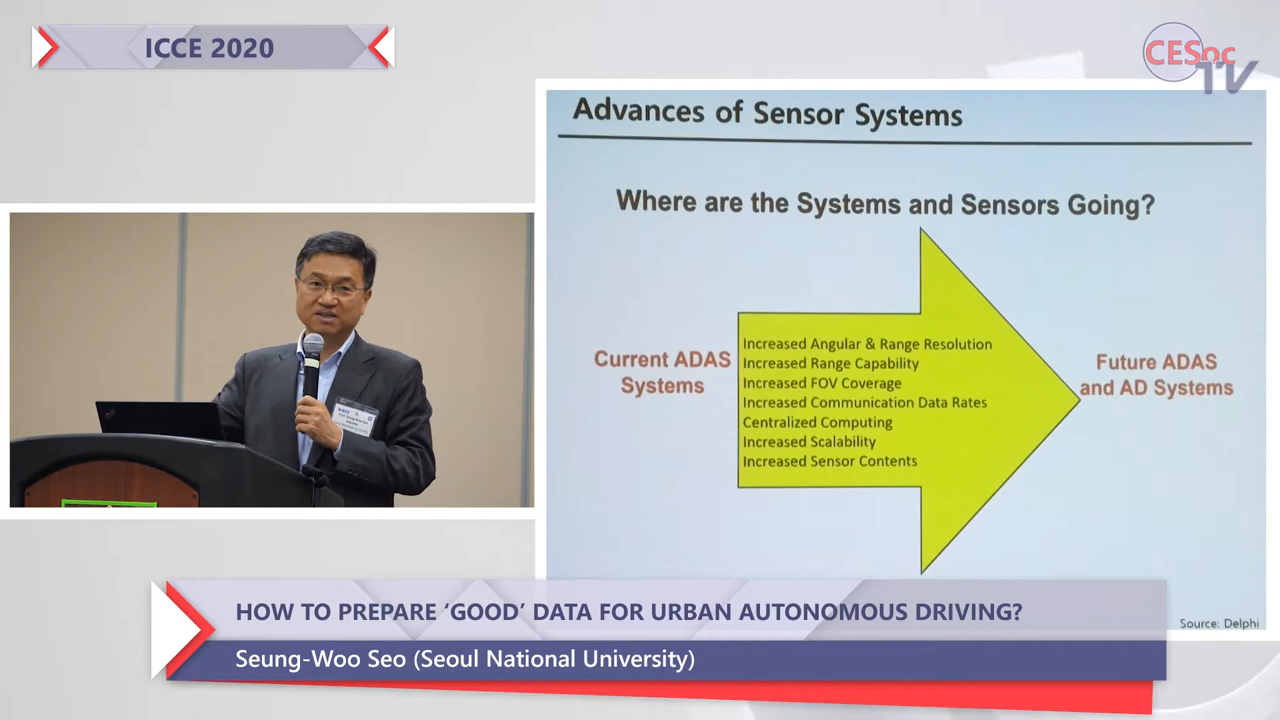 ICCE 2020
CESoc
TV
Advances of Sensor Systems
Where are the Systems and Sensors Going?
Current ADAS
Systems
Increased Angular & Range Resolution
Increased Range Capability
Increased FOV Coverage
Increased Communication Data Rates
Centralized Computing
Increased Scalability
Increased Sensor Contents
Future ADAS
and AD Systems
Source: Delphi
HOW TO PREPARE ‘GOOD’ DATA FOR URBAN AUTONOMOUS DRIVING?
Seung-Woo Seo (Seoul National University)